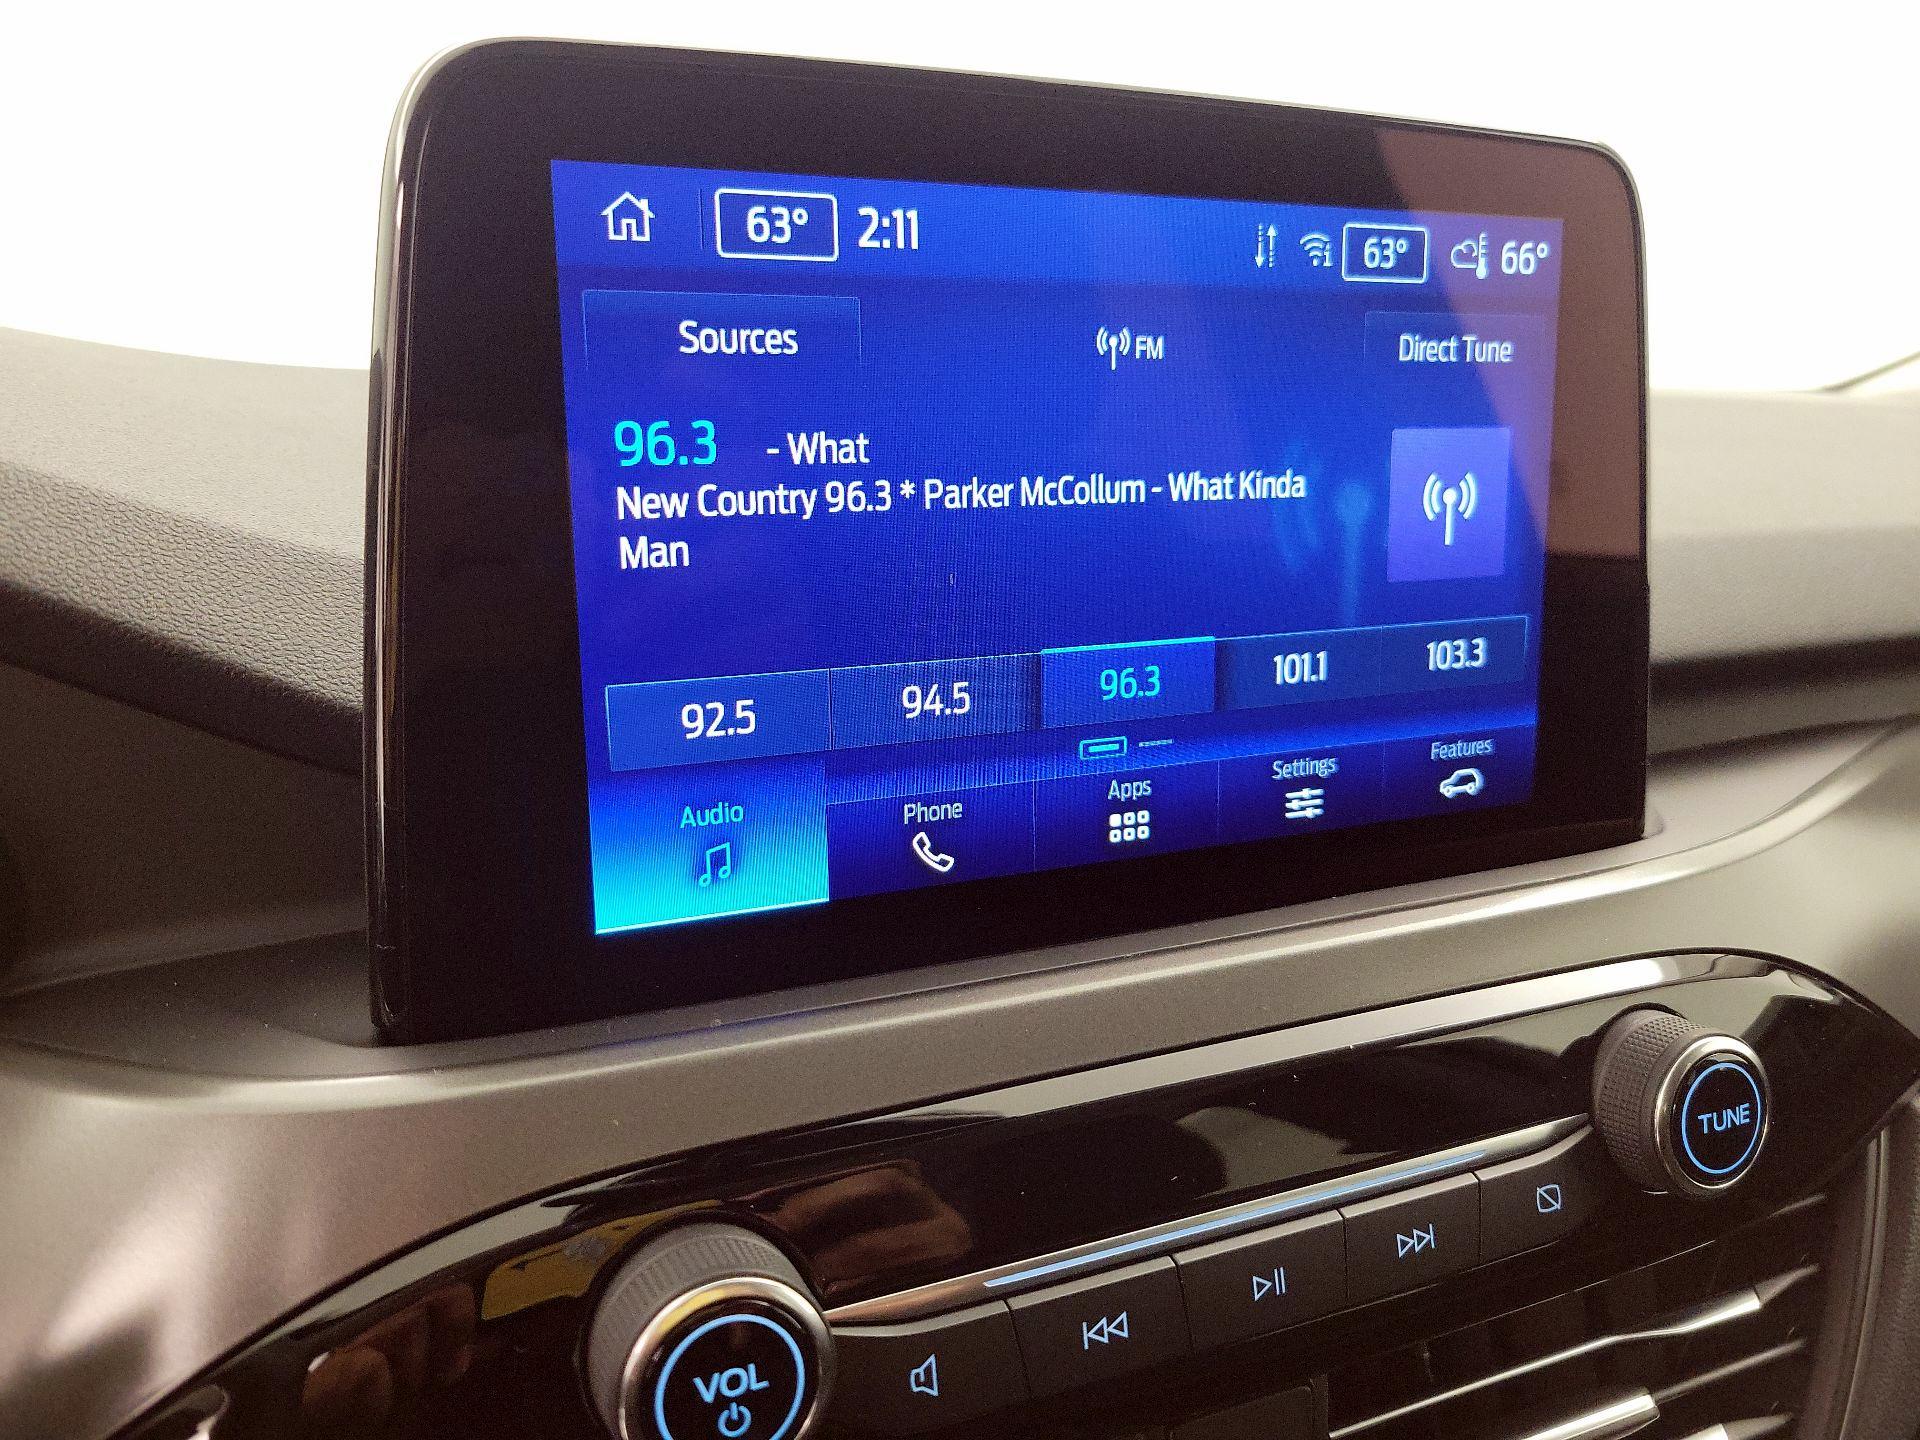 63° 2:11 63° 66°
Sources FM Direct Tune
96.3 - What
New Country 96.3 * Parker McCollum - What Kinda
Man
92.5 94.5 96.3 101.1 103.3
Audio Phone Apps Settings Features
TUNE
VOL